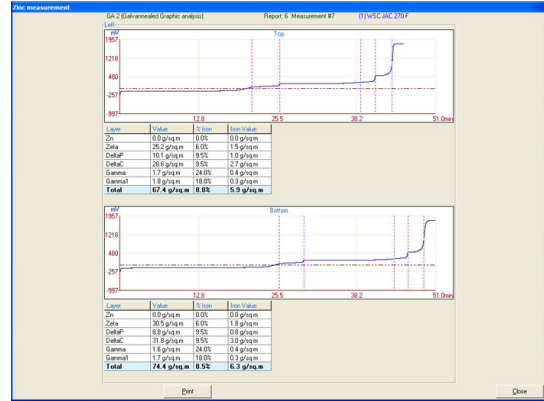 Zinc measurement
GA 2 (Galvannealed Graphic analysis) Report: 6 Measurement #7 (1) WSC JAC 270 F
Left
mV Top
1957
1218
480
-257
-997
12.8 25.5 38.2 51.0min
Layer Value % Iron Iron Value
Zn 0.0 g/sq.m 0.0% 0.0 g/sq.m
Zeta 25.2 g/sq.m 6.0% 1.5 g/sq.m
DeltaP 10.1 g/sq.m 9.5% 1.0 g/sq.m
DeltaC 28.6 g/sq.m 9.5% 2.7 g/sq.m
Gamma 1.7 g/sq.m 24.0% 0.4 g/sq.m
Gamma1 1.8 g/sq.m 18.0% 0.3 g/sq.m
Total 67.4 g/sq.m 8.8% 5.9 g/sq.m
mV Bottom
1957
1218
480
-257
-997
12.8 25.5 38.2 51.0min
Layer Value % Iron Iron Value
Zn 0.0 g/sq.m 0.0% 0.0 g/sq.m
Zeta 30.5 g/sq.m 6.0% 1.8 g/sq.m
DeltaP 8.8 g/sq.m 9.5% 0.8 g/sq.m
DeltaC 31.8 g/sq.m 9.5% 3.0 g/sq.m
Gamma 1.6 g/sq.m 24.0% 0.4 g/sq.m
Gamma1 1.7 g/sq.m 18.0% 0.3 g/sq.m
Total 74.4 g/sq.m 8.5% 6.3 g/sq.m
Print Close